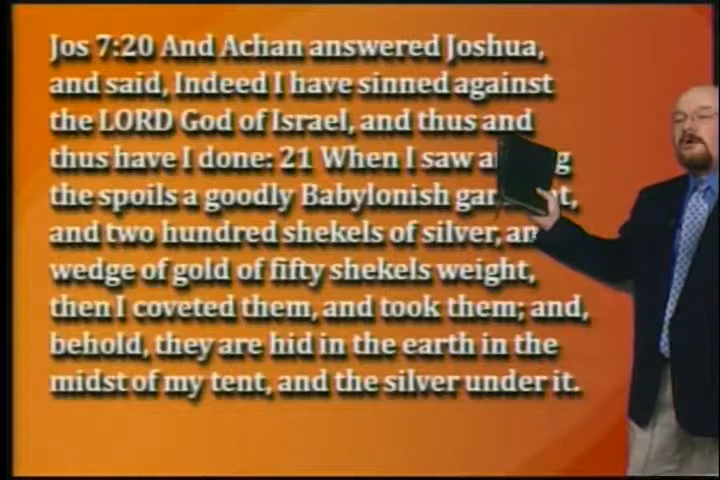 Jos 7:20 And Achan answered Joshua,
and said, Indeed I have sinned against
the LORD God of Israel, and thus and
thus have I done: 21 When I saw
the spoils a goodly Babylonish
and two hundred shekels of silver,
wedge of gold of fifty shekels weight,
then I coveted them, and took them; and,
behold, they are hid in the earth in the
midst of my tent, and the silver under it.